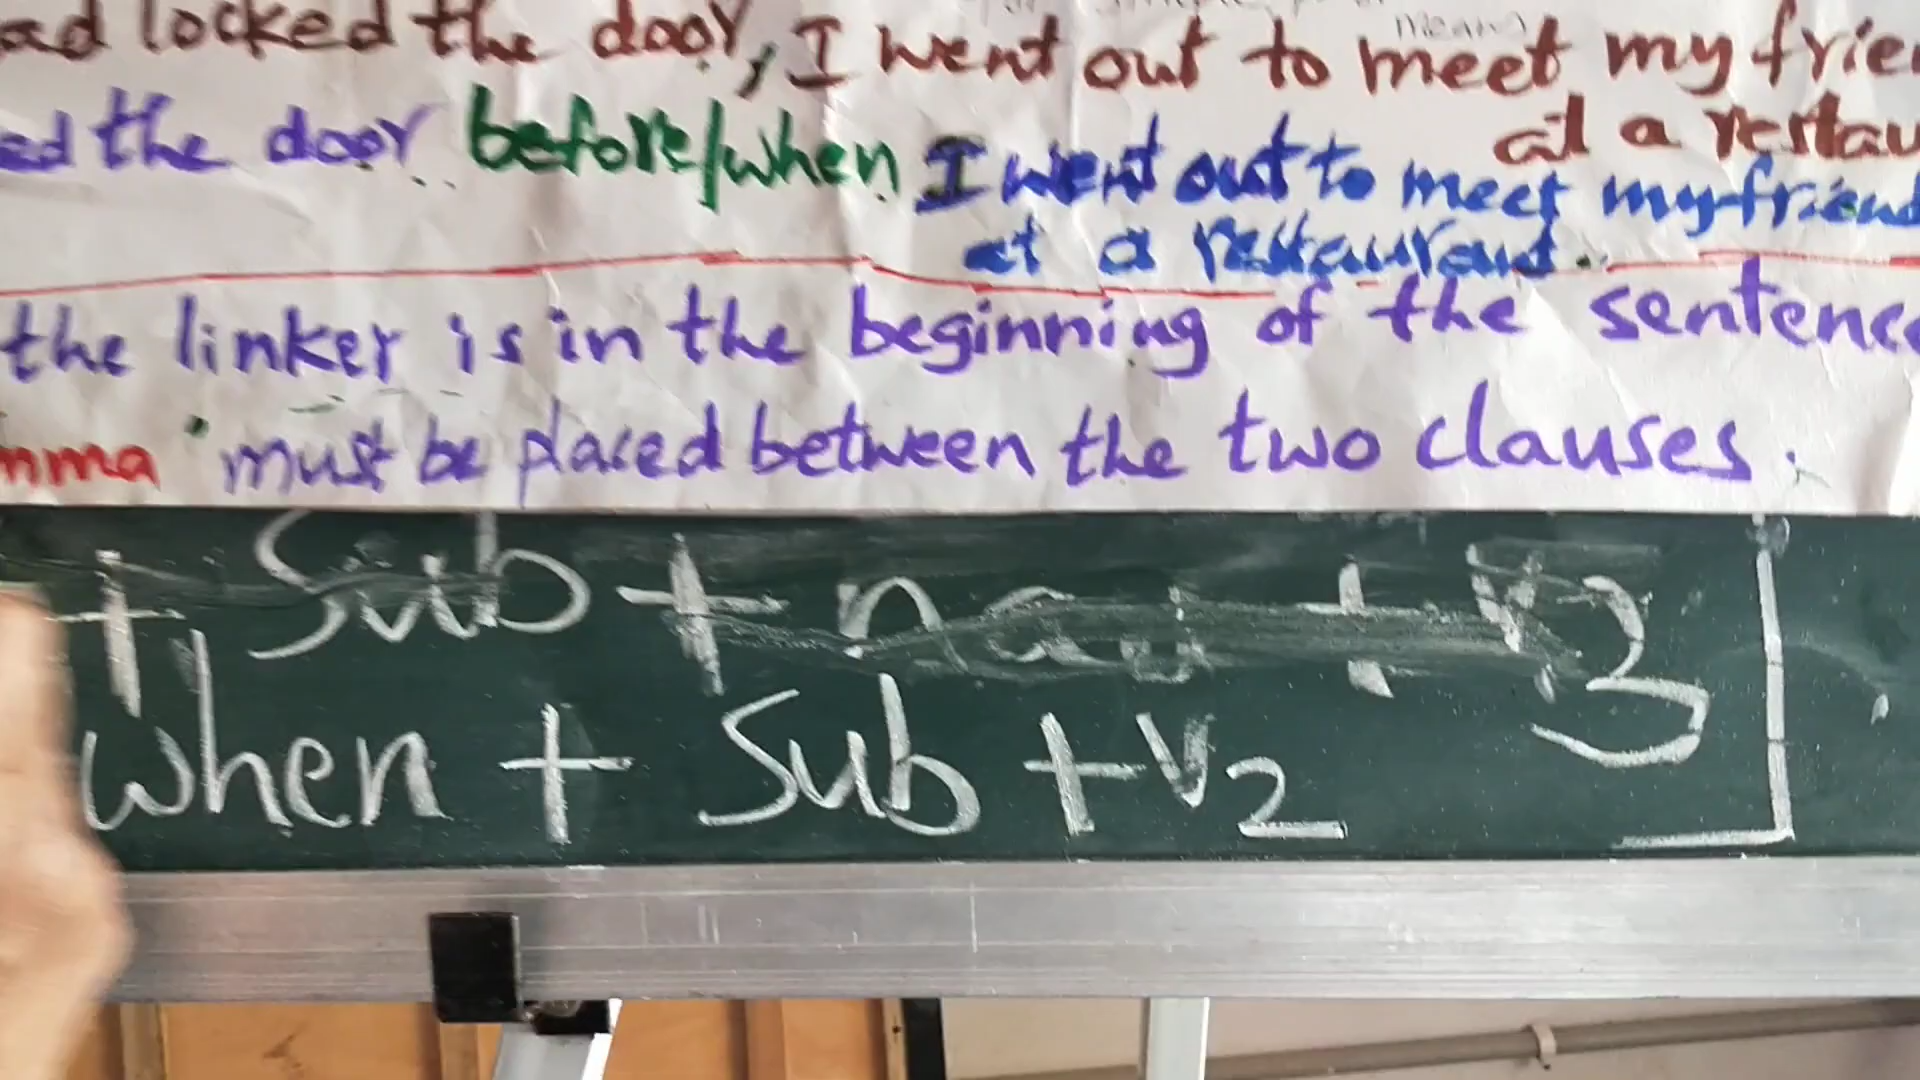 ad locked the door, I went out to meet my frie
at a restau
ed the door before/when I went out to meet my friend
at a restaurant.
the linker is in the beginning of the sentence
mma " must be placed between the two clauses.
+ Sub + had + V3
when + Sub + V2